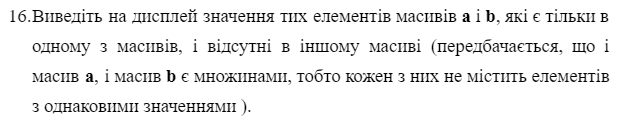 16.Виведіть на дисплей значення тих елементів масивів a і b, які є тільки в
одному з масивів, і відсутні в іншому масиві (передбачається, що і
масив a, і масив b є множинами, тобто кожен з них не містить елементів
з однаковими значеннями ).